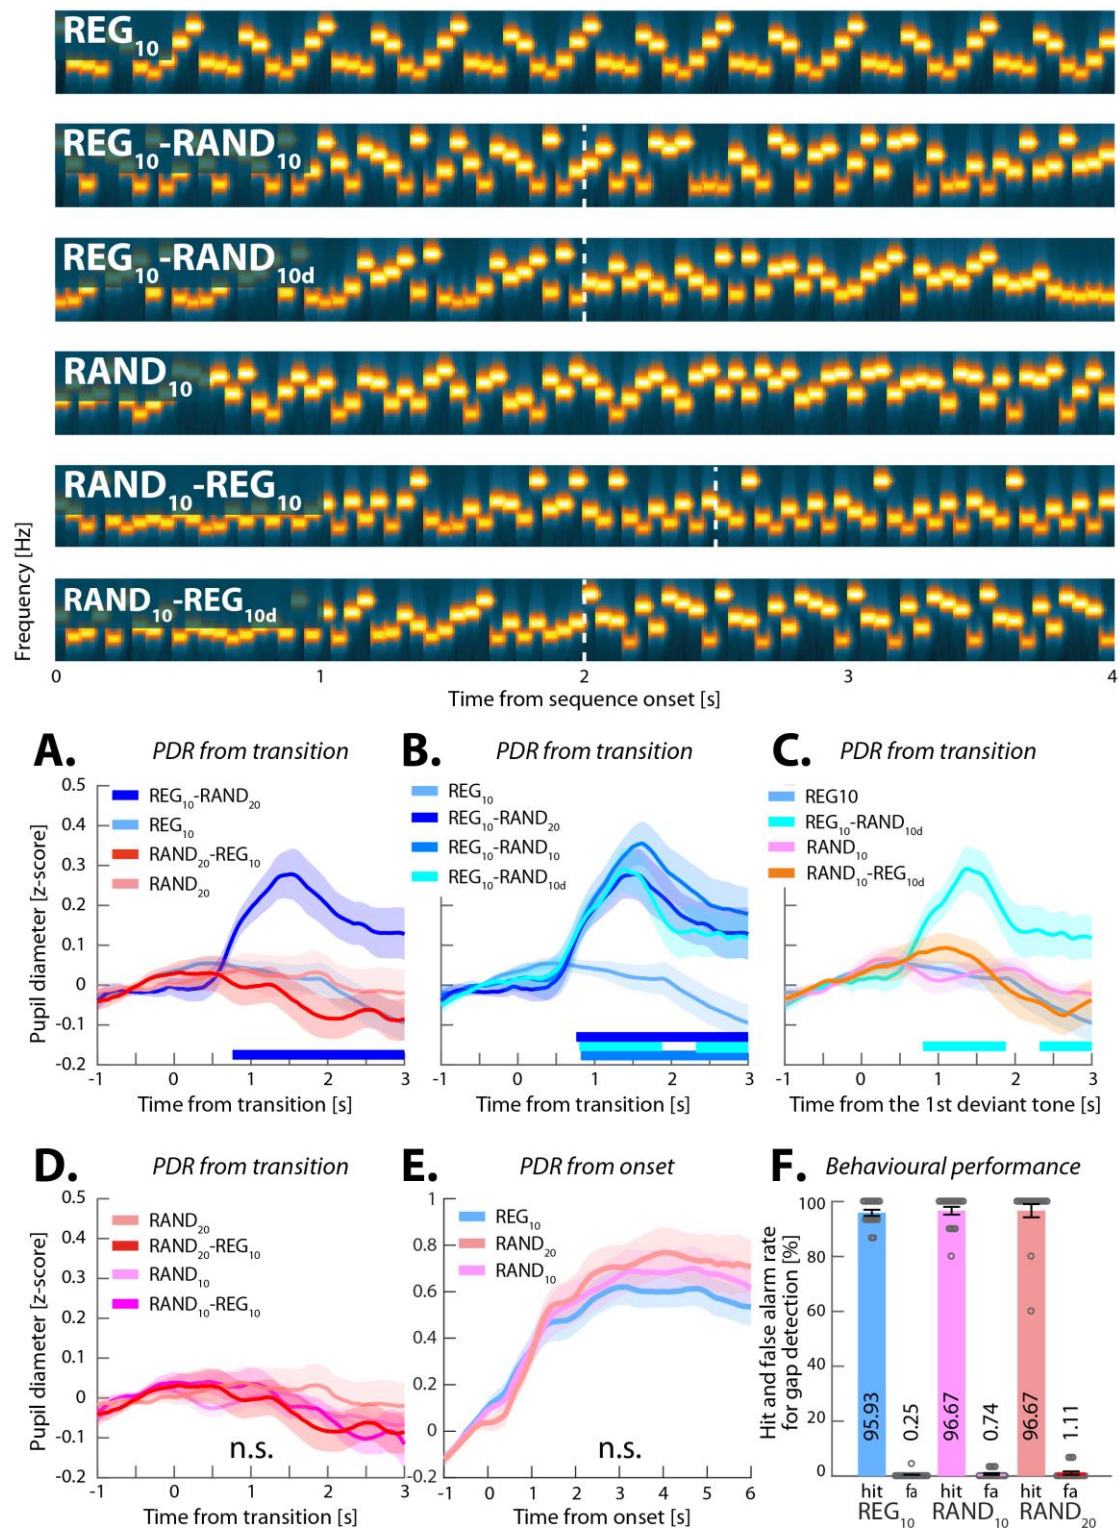 REG10
REG10-RAND10
REG10-RAND10d
RAND10
RAND10-REG10
RAND10-REG10d
Frequency [Hz]
0 1 2 3 4
Time from sequence onset [s]
A. PDR from transition
0.5
0.4
0.3
0.2
0.1
0
-0.1
-0.2
Pupil diameter [z-score]
REG10-RAND20
REG10
RAND20-REG10
RAND20
-1 0 1 2 3
Time from transition [s]
B. PDR from transition
REG10
REG10-RAND20
REG10-RAND10
REG10-RAND10d
-1 0 1 2 3
Time from transition [s]
C. PDR from transition
REG10
REG10-RAND10d
RAND10
RAND10-REG10d
-1 0 1 2 3
Time from the 1st deviant tone [s]
D. PDR from transition
0.5
0.4
0.3
0.2
0.1
0
-0.1
-0.2
Pupil diameter [z-score]
RAND20
RAND20-REG10
RAND10
RAND10-REG10
n.s.
-1 0 1 2 3
Time from transition [s]
E. PDR from onset
1
0.8
0.6
0.4
0.2
0
-0.2
REG10
RAND20
RAND10
n.s.
-1 0 1 2 3 4 5 6
Time from onset [s]
F. Behavioural performance
Hit and false alarm rate
for gap detection [%]
100
80
60
40
20
0
95.93 0.25 96.67 0.74 96.67 1.11
hit fa hit fa hit fa
REG10 RAND10 RAND20